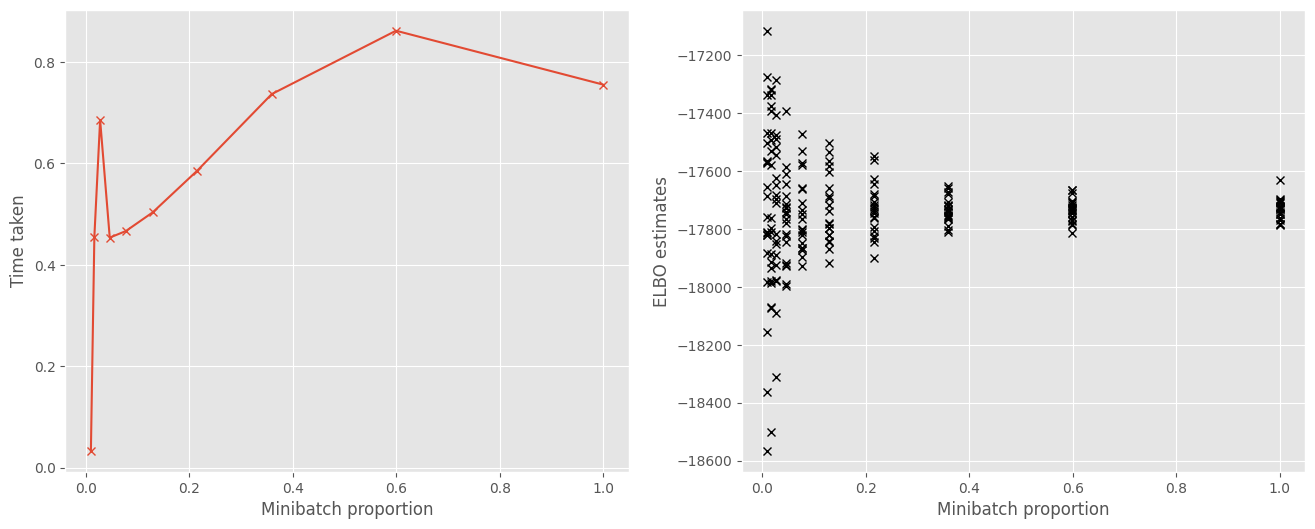 0.8
0.6
0.4
0.2
0.0
Time taken
0.0 0.2 0.4 0.6 0.8 1.0
Minibatch proportion
−17200
−17400
−17600
−17800
−18000
−18200
−18400
−18600
ELBO estimates
0.0 0.2 0.4 0.6 0.8 1.0
Minibatch proportion